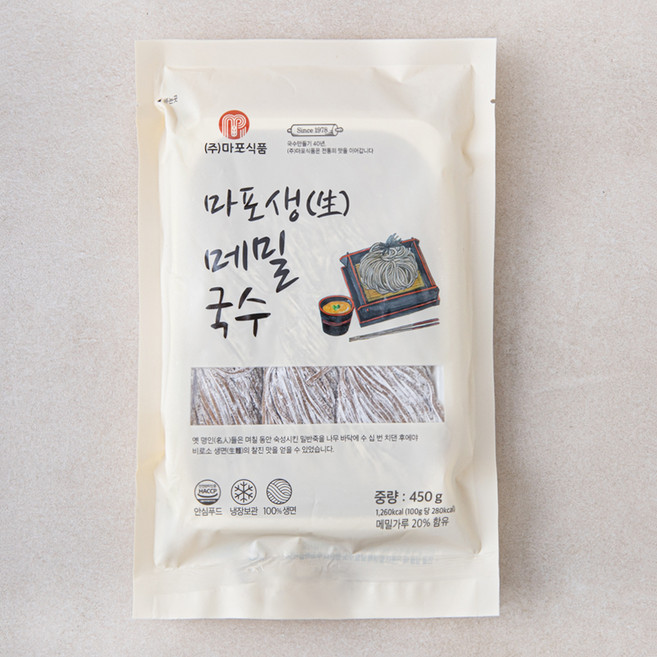 (주)마포식품
Since 1978
국수만들기 40년,
(주)마포식품은 전통의 맛을 이어갑니다
마포생(生)
메밀
국수
옛 명인(名人)들은 며칠 동안 숙성시킨 밀반죽을 나무 바닥에 수 십 번 치댄 후에야
비로소 생면(生麵)의 찰진 맛을 얻을 수 있었습니다.
HACCP
안심푸드 냉장보관 100%생면
중량 : 450 g
1,260kcal (100g 당 280kcal)
메밀가루 20% 함유